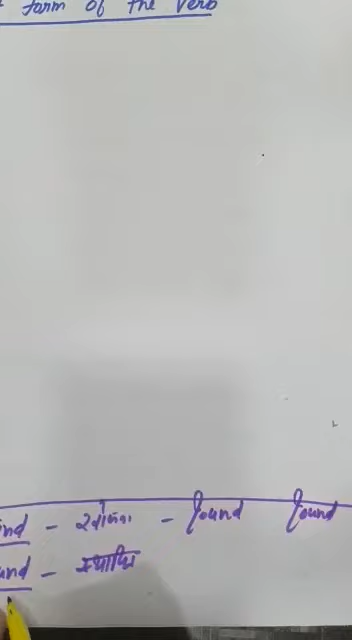 form of the Verb
ind - खोजना - found found
und - स्थापित